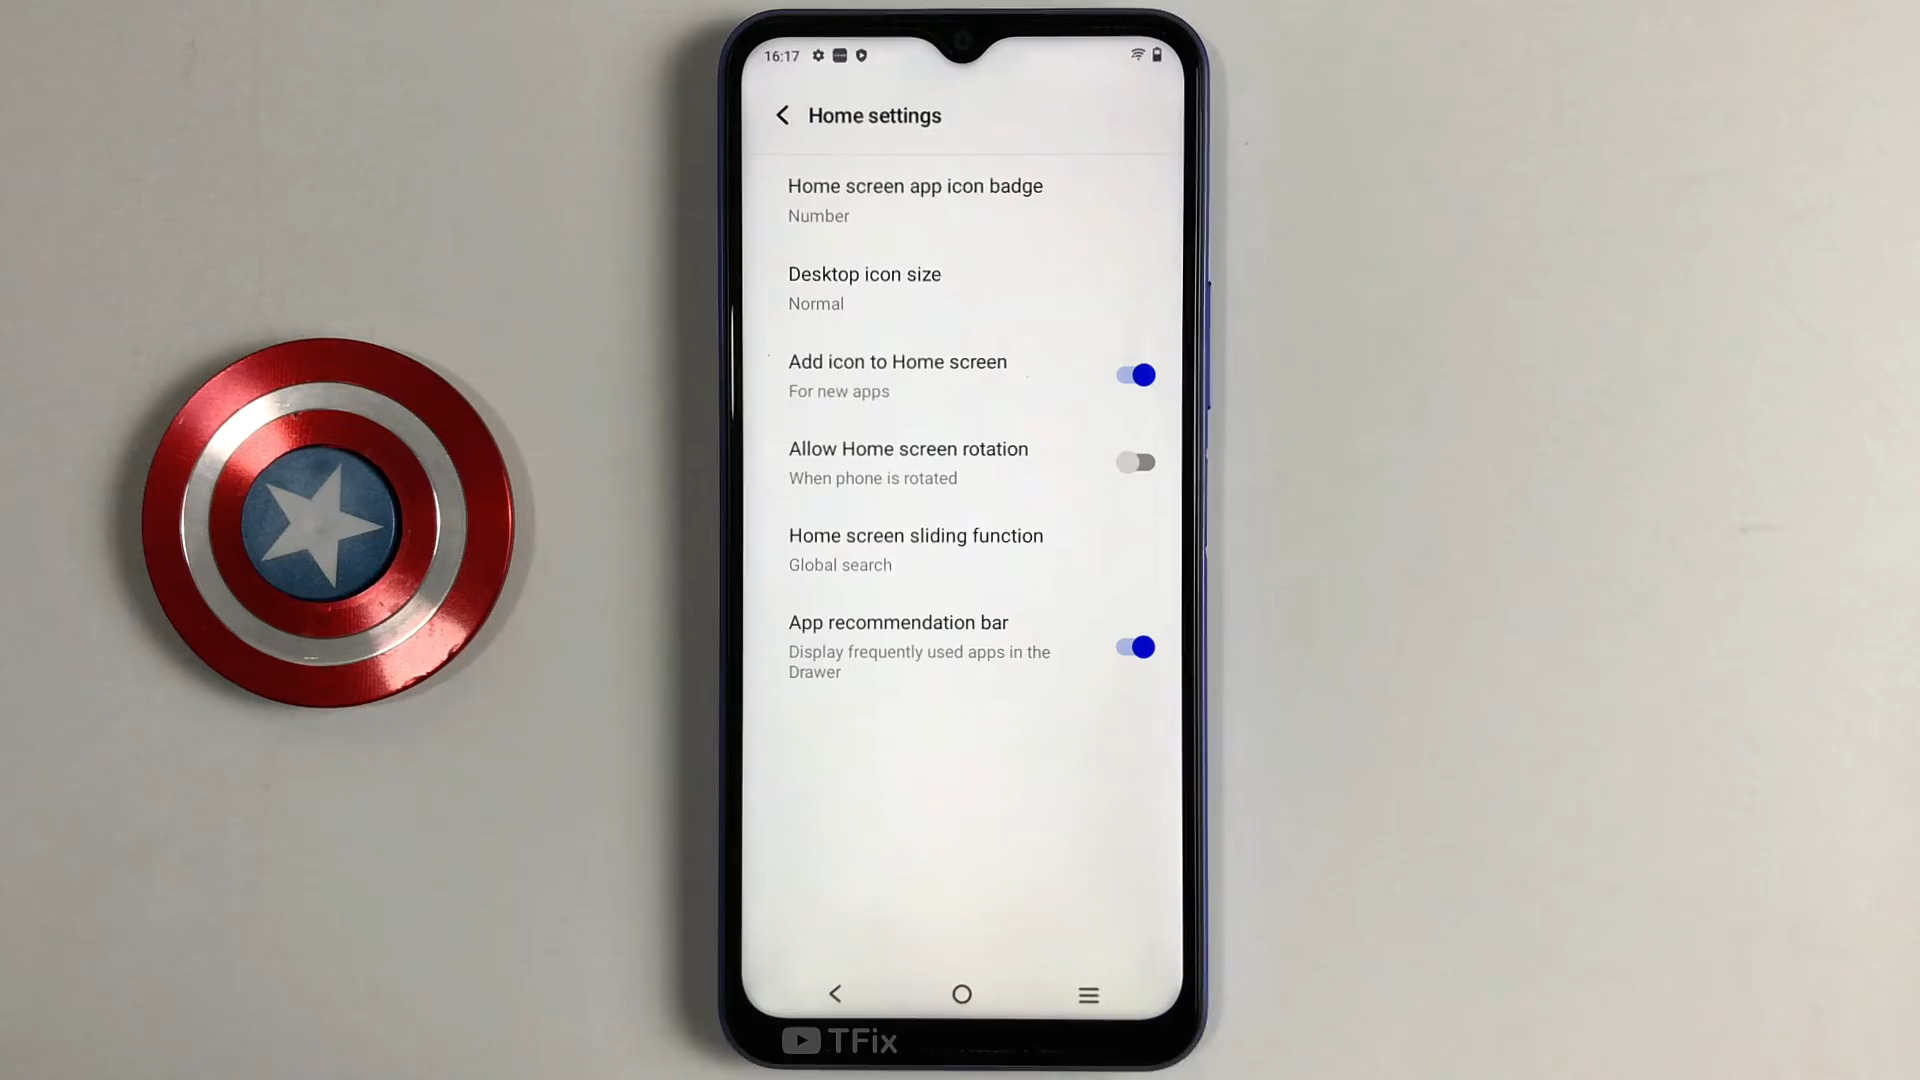 16:17
Home settings
Home screen app icon badge
Number
Desktop icon size
Normal
Add icon to Home screen
For new apps
Allow Home screen rotation
When phone is rotated
Home screen sliding function
Global search
App recommendation bar
Display frequently used apps in the
Drawer
TFix